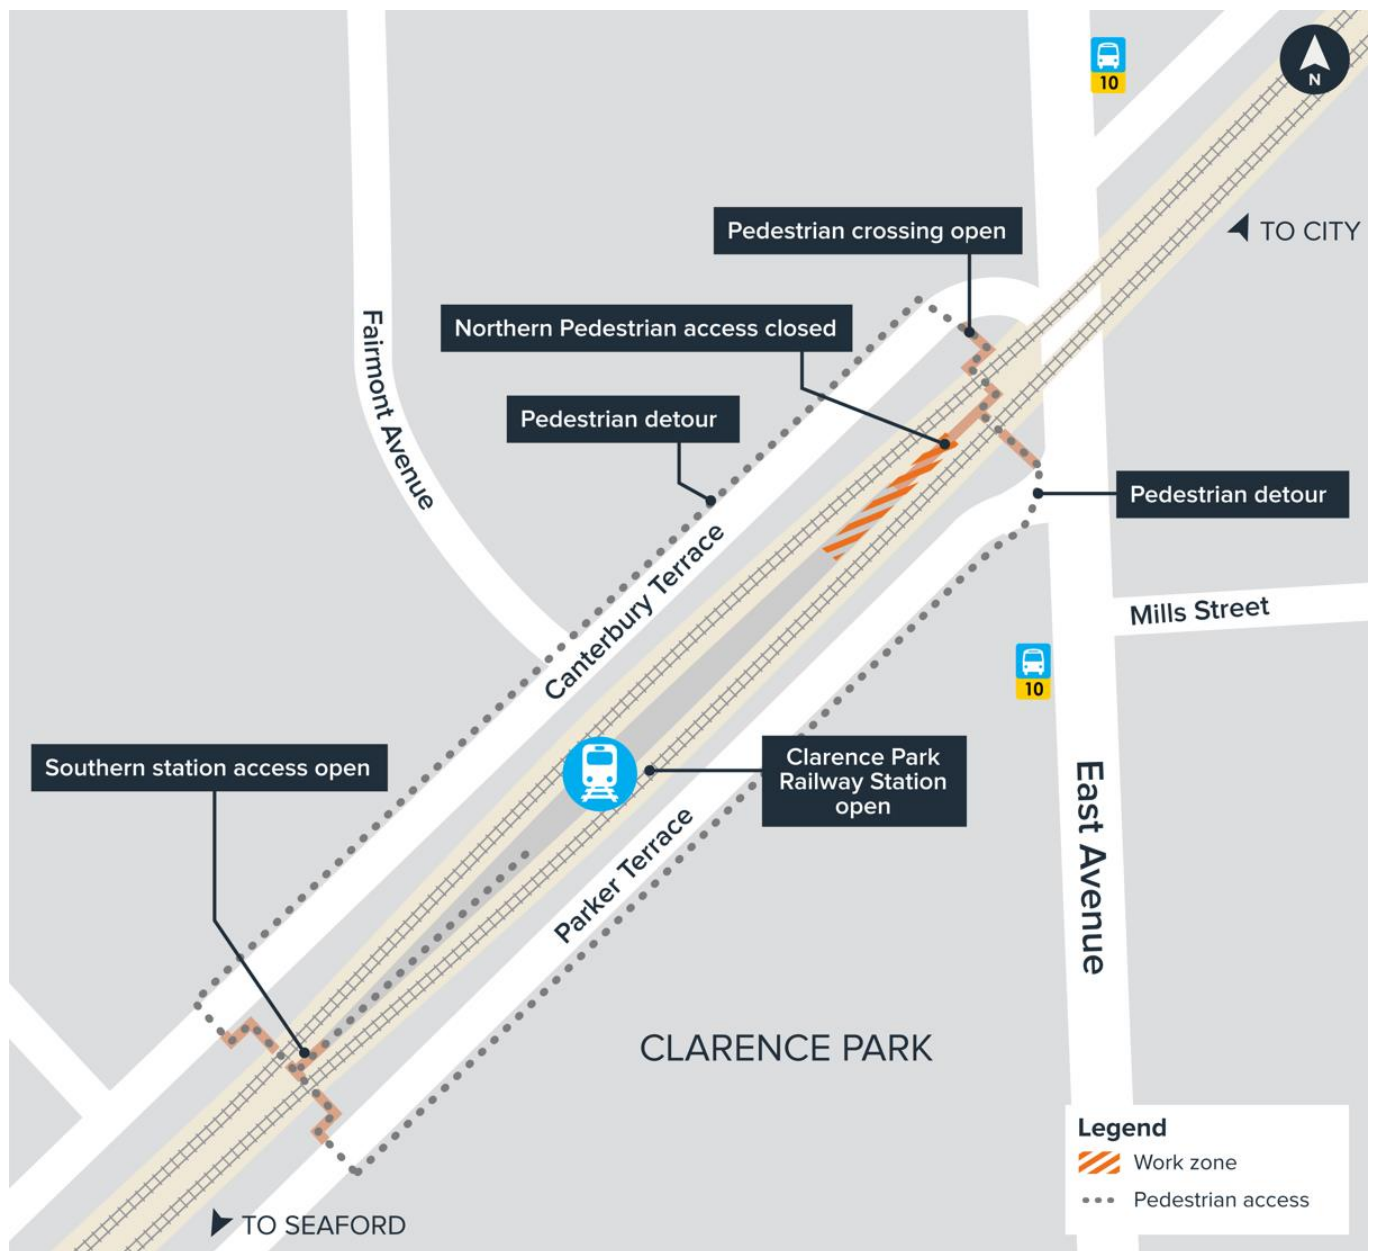 10
N
TO CITY
Pedestrian crossing open
Northern Pedestrian access closed
Fairmont Avenue
Pedestrian detour
Pedestrian detour
Canterbury Terrace
Mills Street
10
Southern station access open
Clarence Park
Railway Station
open
East Avenue
Parker Terrace
CLARENCE PARK
Legend
Work zone
Pedestrian access
TO SEAFORD